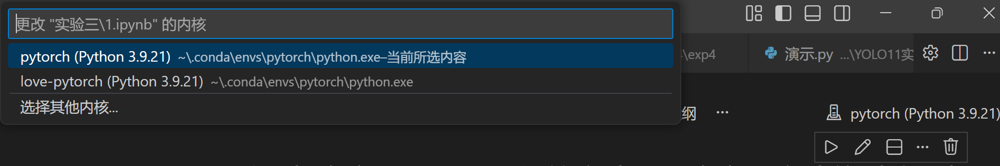 更改 "实验三\1.ipynb" 的内核
pytorch (Python 3.9.21) ~\.conda\envs\pytorch\python.exe–当前所选内容
love-pytorch (Python 3.9.21) ~\.conda\envs\pytorch\python.exe
选择其他内核...
\exp4
演示.py ...\YOLO11实
纲 ...
pytorch (Python 3.9.21)